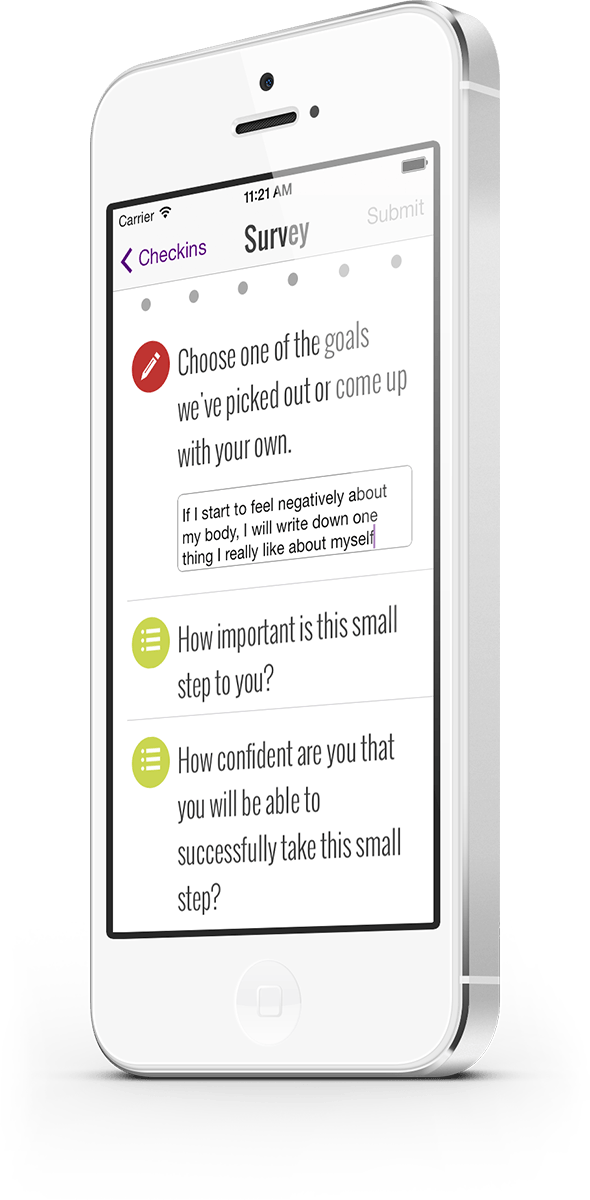 Carrier 11:21 AM
Checkins Survey Submit
Choose one of the goals
we've picked out or come up
with your own.
If I start to feel negatively about
my body, I will write down one
thing I really like about myself
How important is this small
step to you?
How confident are you that
you will be able to
successfully take this small
step?